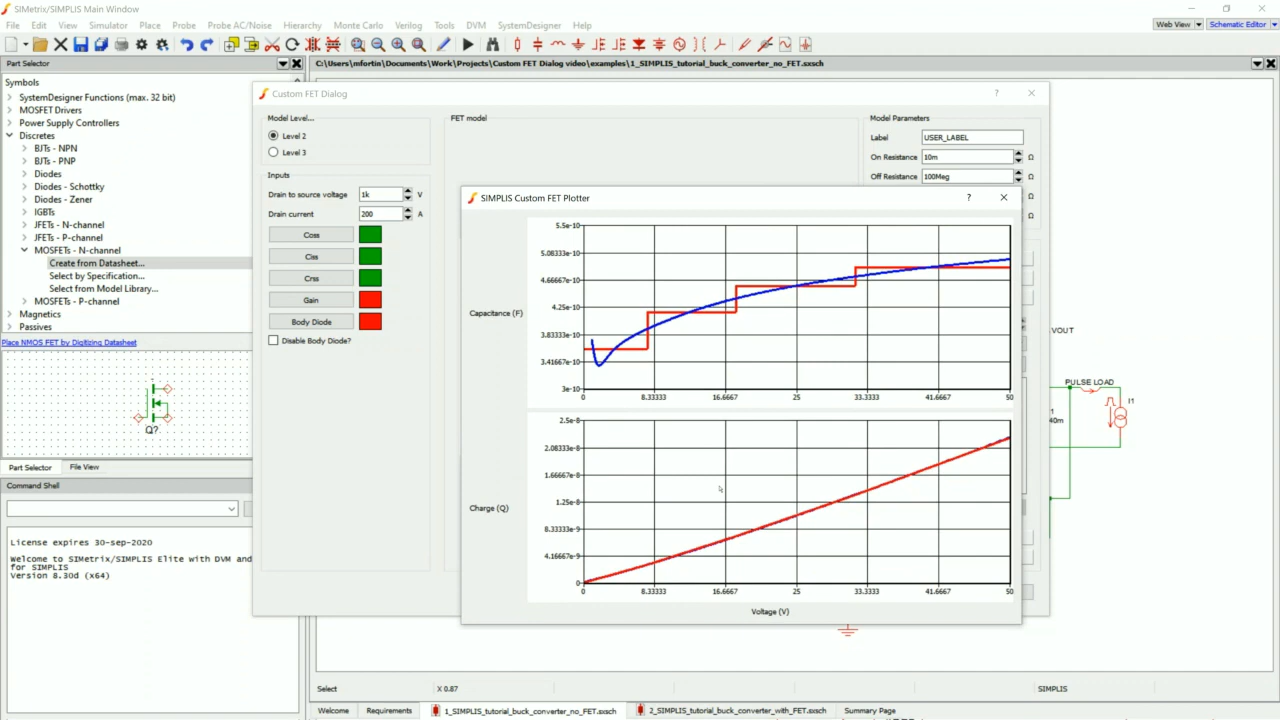 SIMetrix/SIMPLIS Main Window
File Edit View Simulator Place Probe Probe AC/Noise Hierarchy Monte Carlo Verilog Tools DVM SystemDesigner Help
Web View Schematic Editor
Part Selector
C:\Users\mfortin\Documents\Work\Projects\Custom FET Dialog video\examples\1_SIMPLIS_tutorial_buck_converter_no_FET.sxsch
Symbols
SystemDesigner Functions (max. 32 bit)
MOSFET Drivers
Power Supply Controllers
Discretes
BJTs - NPN
BJTs - PNP
Diodes
Diodes - Schottky
Diodes - Zener
IGBTs
JFETs - N-channel
JFETs - P-channel
MOSFETs - N-channel
Create from Datasheet...
Select by Specification...
Select from Model Library...
MOSFETs - P-channel
Magnetics
Passives
Place NMOS FET by Digitizing Datasheet
Q?
Part Selector File View
Command Shell
License expires 30-sep-2020
Welcome to SIMetrix/SIMPLIS Elite with DVM and
for SIMPLIS
Version 8.30d (x64)
Custom FET Dialog ?
Model Level...
Level 2
Level 3
Inputs
Drain to source voltage 1k V
Drain current 200 A
Coss
Ciss
Crss
Gain
Body Diode
Disable Body Diode?
FET model
Model Parameters
Label USER_LABEL
On Resistance 10m Ω
Off Resistance 100Meg Ω
Ω
Ω
SIMPLIS Custom FET Plotter ?
Capacitance (F)
5.5e-10
5.08333e-10
4.66667e-10
4.25e-10
3.83333e-10
3.41667e-10
3e-10
0 8.33333 16.6667 25 33.3333 41.6667 50
Charge (Q)
2.5e-8
2.08333e-8
1.66667e-8
1.25e-8
8.33333e-9
4.16667e-9
0
0 8.33333 16.6667 25 33.3333 41.6667 50
Voltage (V)
VOUT
PULSE LOAD
I1
1
40m
Select X 0.87 SIMPLIS
Welcome Requirements 1_SIMPLIS_tutorial_buck_converter_no_FET.sxsch 2_SIMPLIS_tutorial_buck_converter_with_FET.sxsch Summary Page